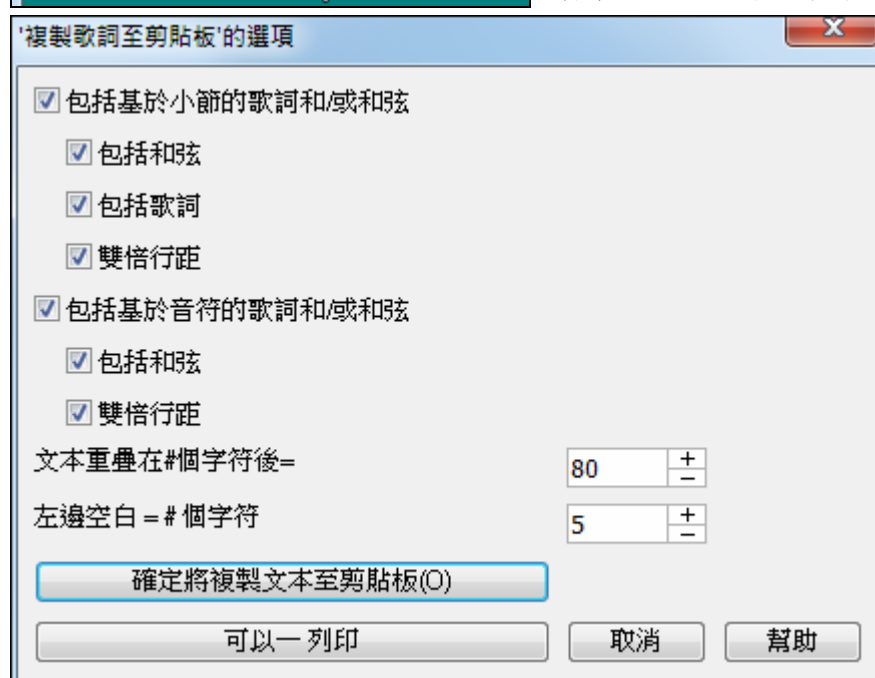 '複製歌詞至剪貼板'的選項
包括基於小節的歌詞和/或和弦
包括和弦
包括歌詞
雙倍行距
包括基於音符的歌詞和/或和弦
包括和弦
雙倍行距
文本重疊在#個字符後= 80
左邊空白 = # 個字符 5
確定將複製文本至剪貼板(O)
可以一 列印 取消 幫助